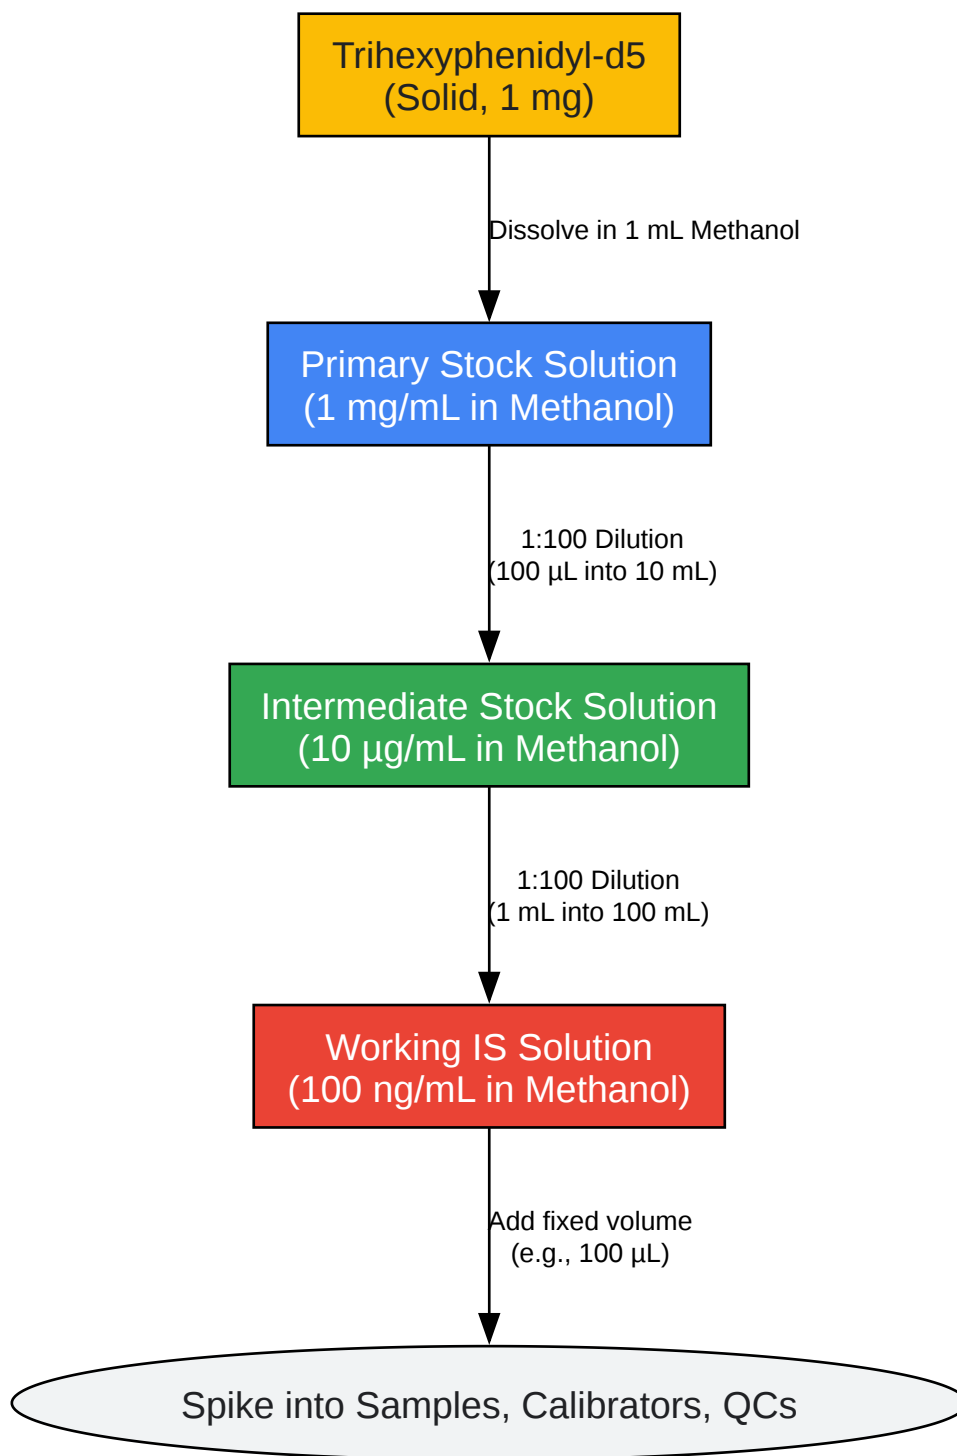 Trihexyphenidyl-d5
(Solid, 1 mg)
Dissolve in 1 mL Methanol
Primary Stock Solution
(1 mg/mL in Methanol)
1:100 Dilution
(100 µL into 10 mL)
Intermediate Stock Solution
(10 µg/mL in Methanol)
1:100 Dilution
(1 mL into 100 mL)
Working IS Solution
(100 ng/mL in Methanol)
Add fixed volume
(e.g., 100 µL)
Spike into Samples, Calibrators, QCs